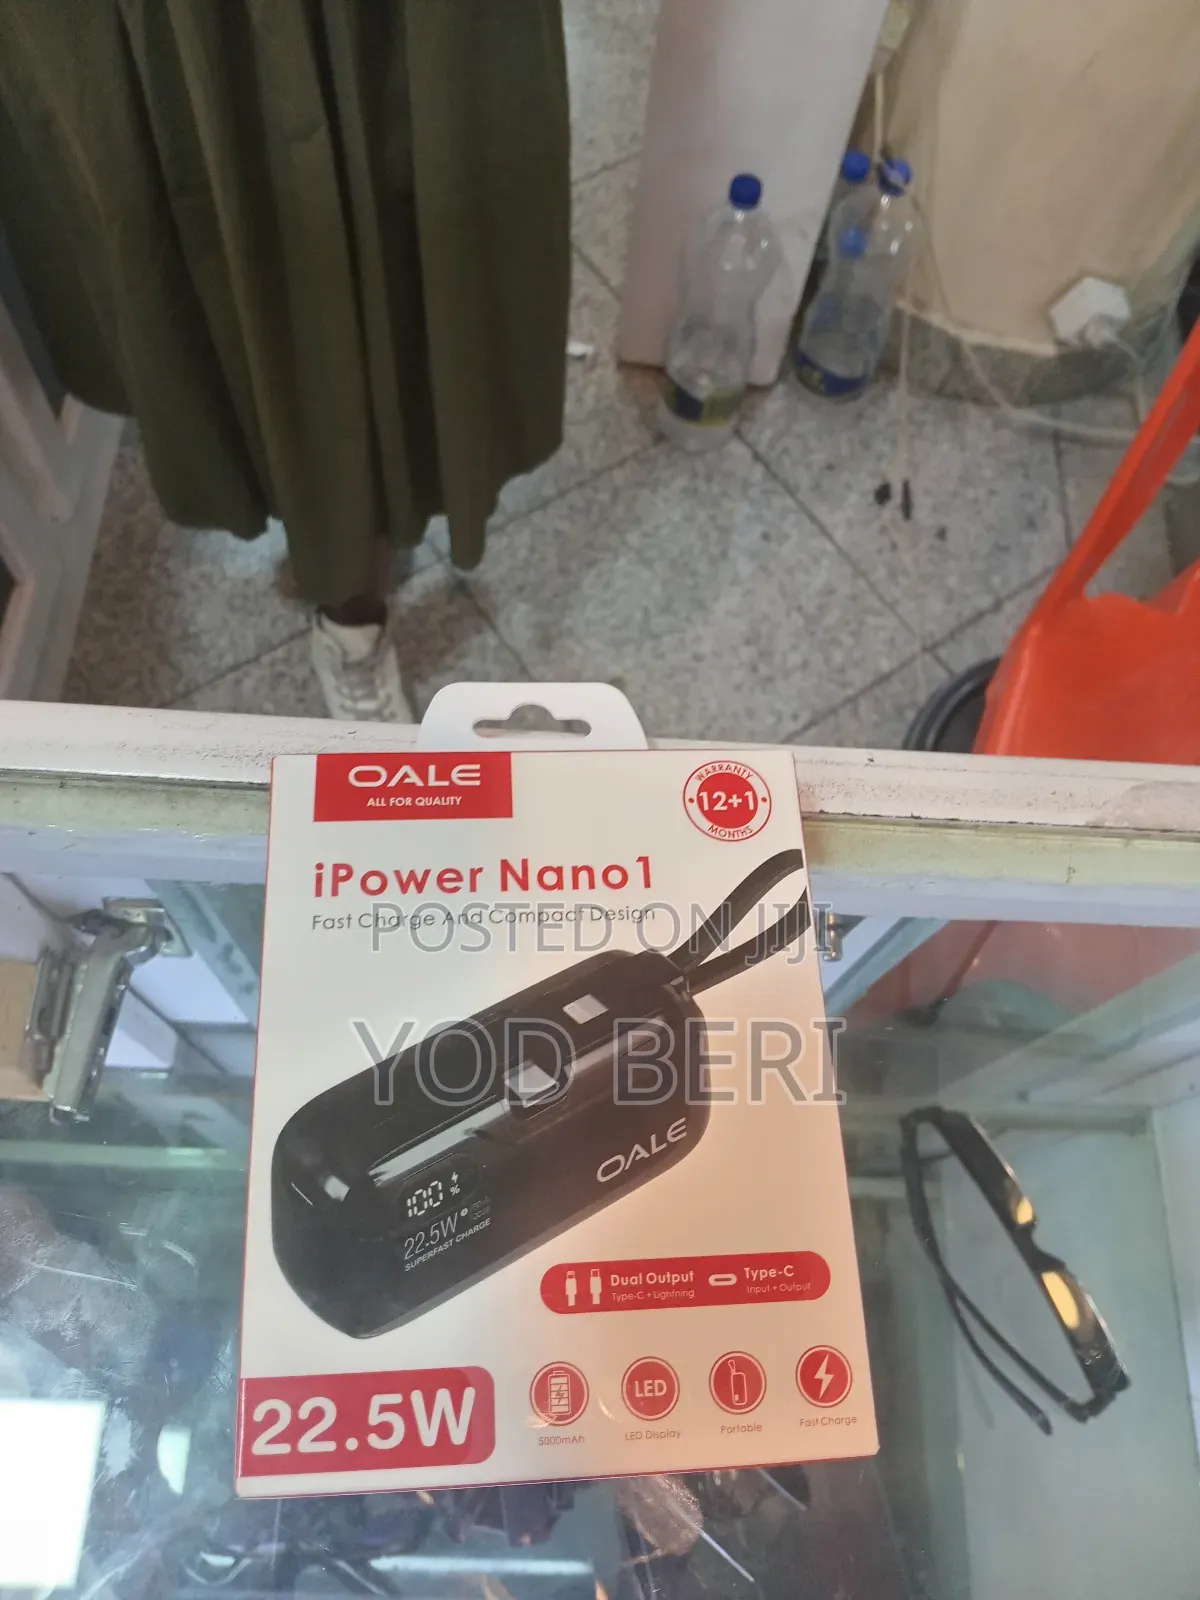 OALE
ALL FOR QUALITY
WARRANTY
12+1
MONTHS
iPower Nano1
Fast Charge And Compact Design
POSTED ON JIJI
YOD BERI
OALE
100 %
22.5W
SUPERFAST CHARGE
Dual Output
Type-C + Lightning
Type-C
Input + Output
22.5W
5000mAh
LED
LED Display
Portable
Fast Charge